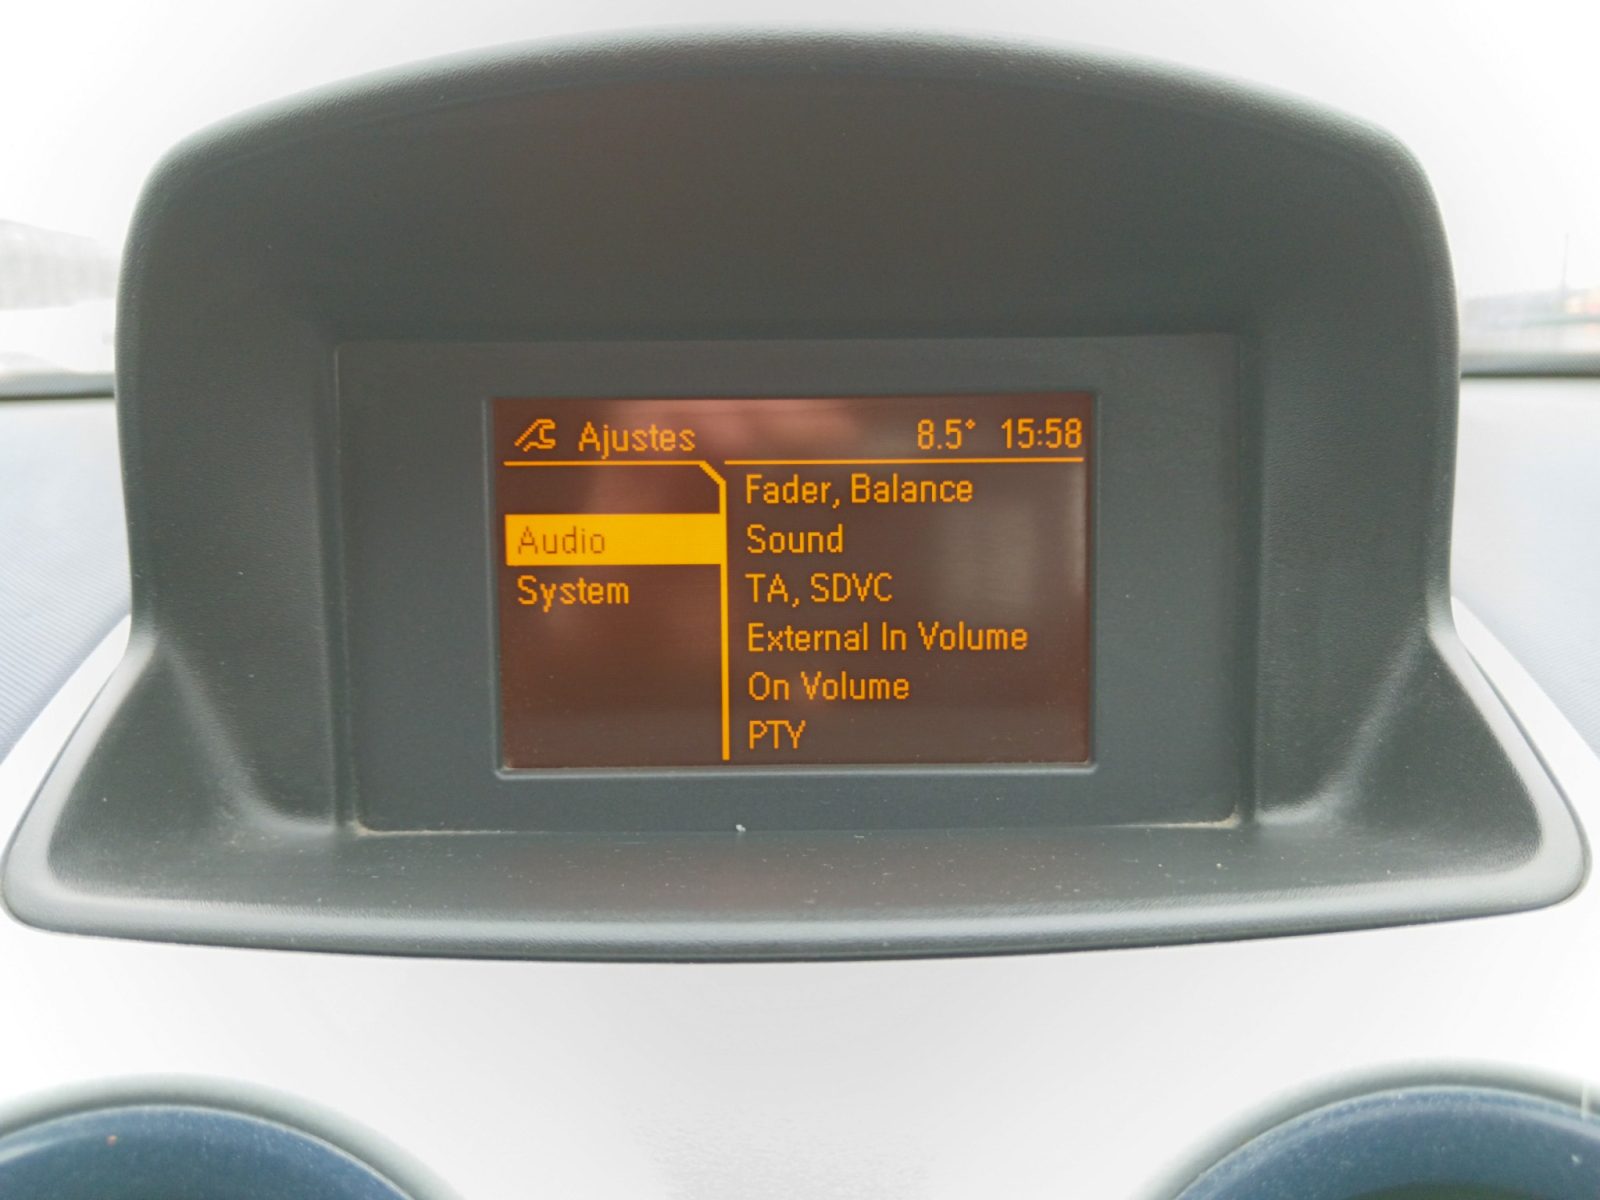 Ajustes 8.5° 15:58
Audio
System
Fader, Balance
Sound
TA, SDVC
External In Volume
On Volume
PTY